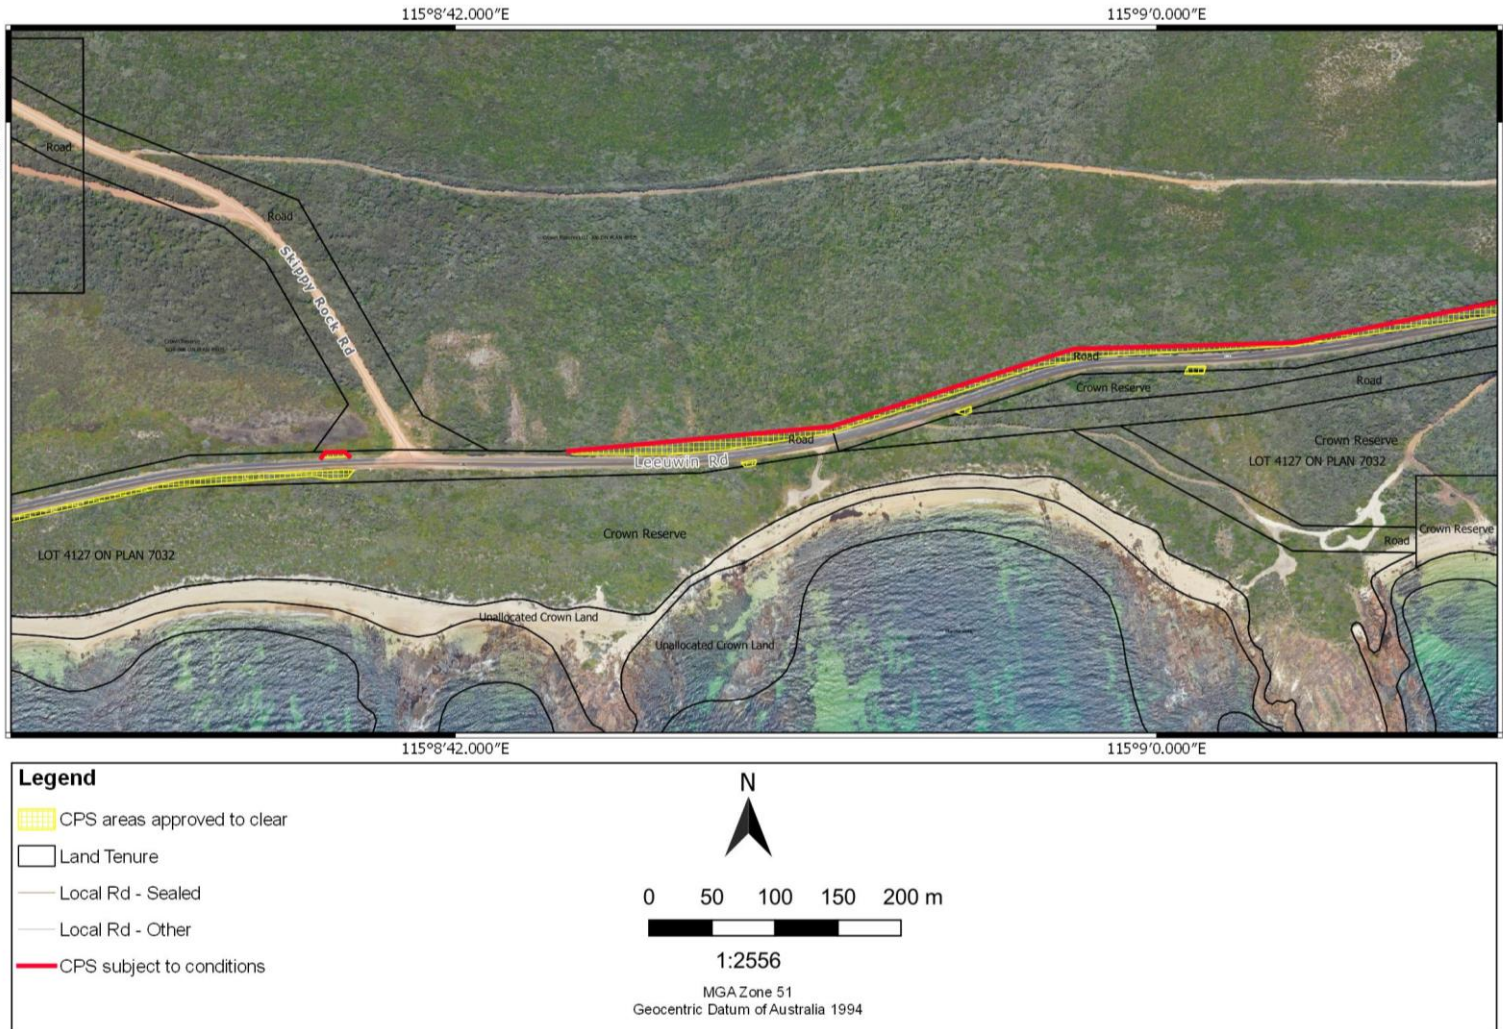 115°8′42.000″E
115°9′0.000″E
Road
Road
Skippy Rock Rd
Road
Crown Reserve
Road
Road
Leeuwin Rd
Crown Reserve
LOT 4127 ON PLAN 7032
Crown Reserve
Crown Reserve
Road
LOT 4127 ON PLAN 7032
Unallocated Crown Land
Unallocated Crown Land
115°8′42.000″E
115°9′0.000″E
Legend
CPS areas approved to clear
Land Tenure
Local Rd - Sealed
Local Rd - Other
CPS subject to conditions
N
0 50 100 150 200 m
1:2556
MGA Zone 51
Geocentric Datum of Australia 1994